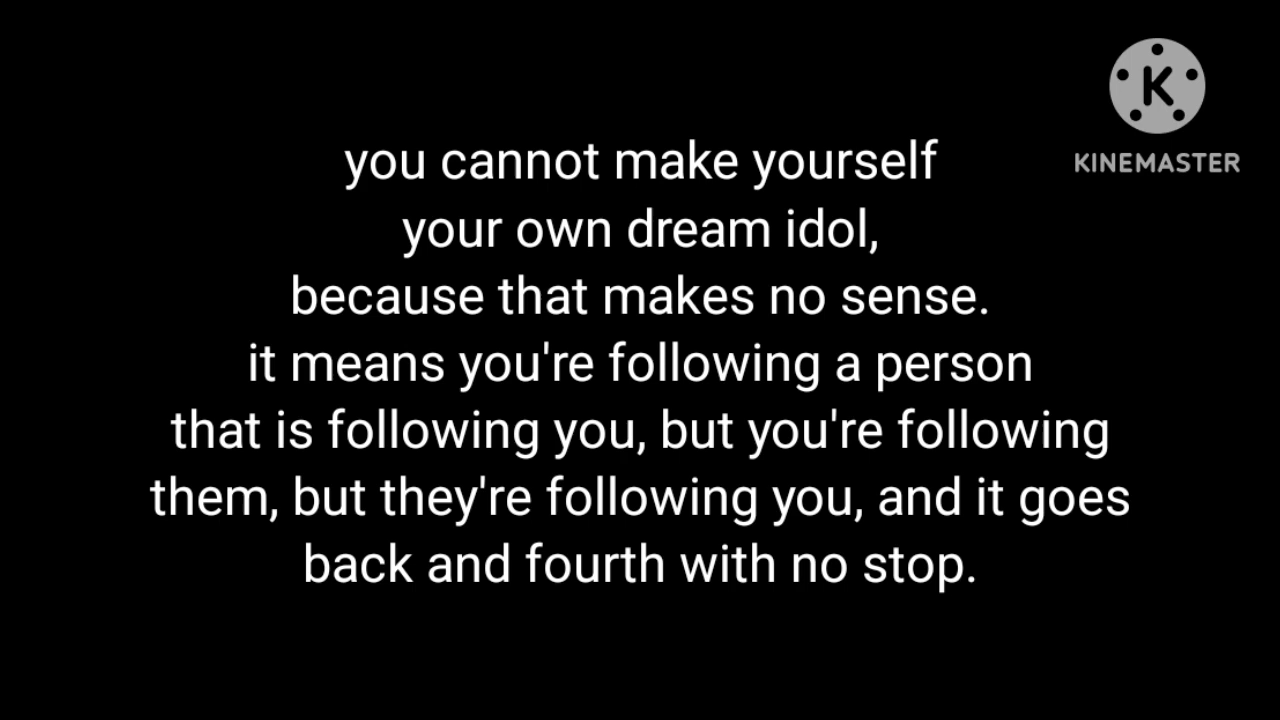 you cannot make yourself
your own dream idol,
because that makes no sense.
it means you're following a person
that is following you, but you're following
them, but they're following you, and it goes
back and fourth with no stop.
K
KINEMASTER